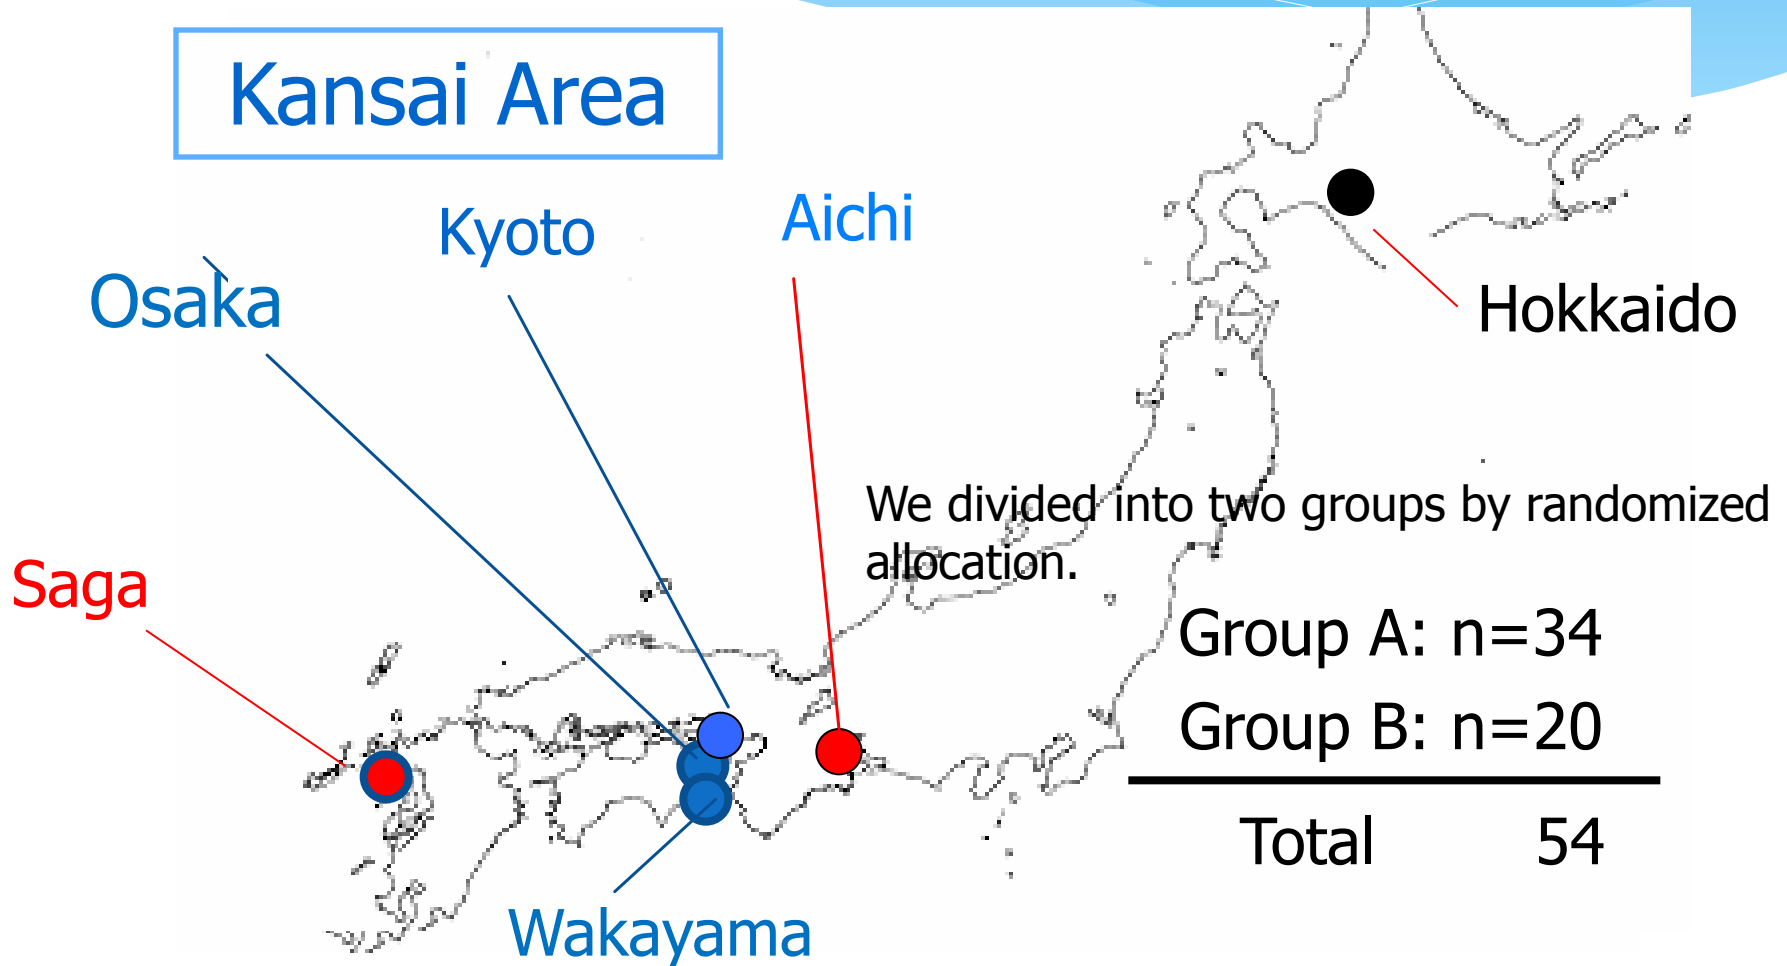 Kansai Area
Kyoto
Aichi
Osaka
Hokkaido
We divided into two groups by randomized
allocation.
Saga
Group A: n=34
Group B: n=20
Total 54
Wakayama